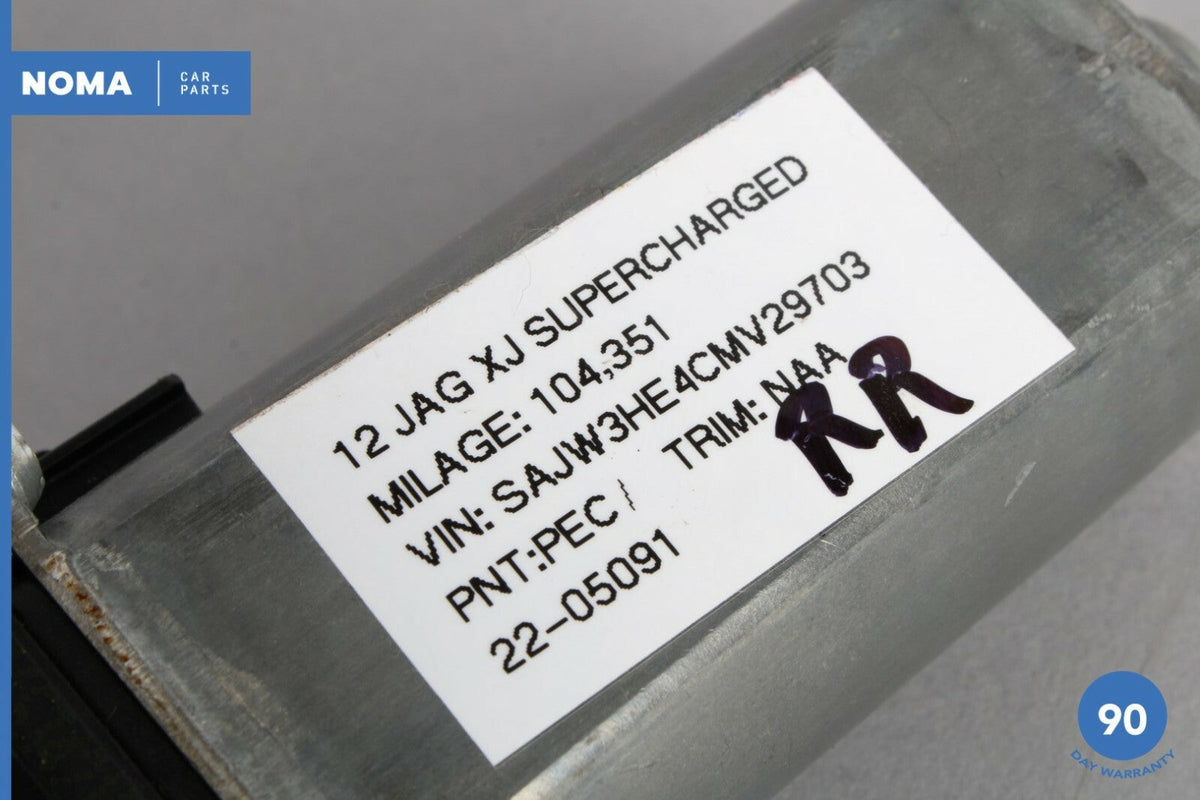 NOMA
CAR
PARTS
12 JAG XJ SUPERCHARGED
MILAGE: 104,351
VIN: SAJW3HE4CMV29703
PNT:PEC / TRIM: NAA
RR
22-05091
90
DAY WARRANTY